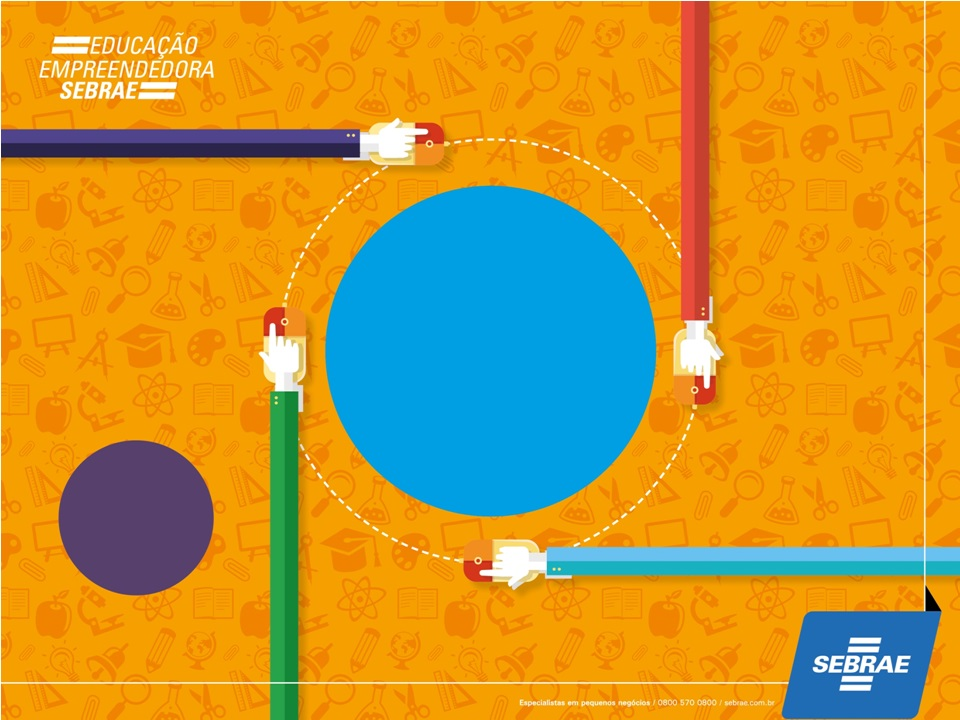 EDUCAÇÃO
EMPREENDEDORA
SEBRAE
Especialistas em pequenos negócios / 0800 570 0800 / sebrae.com.br
SEBRAE